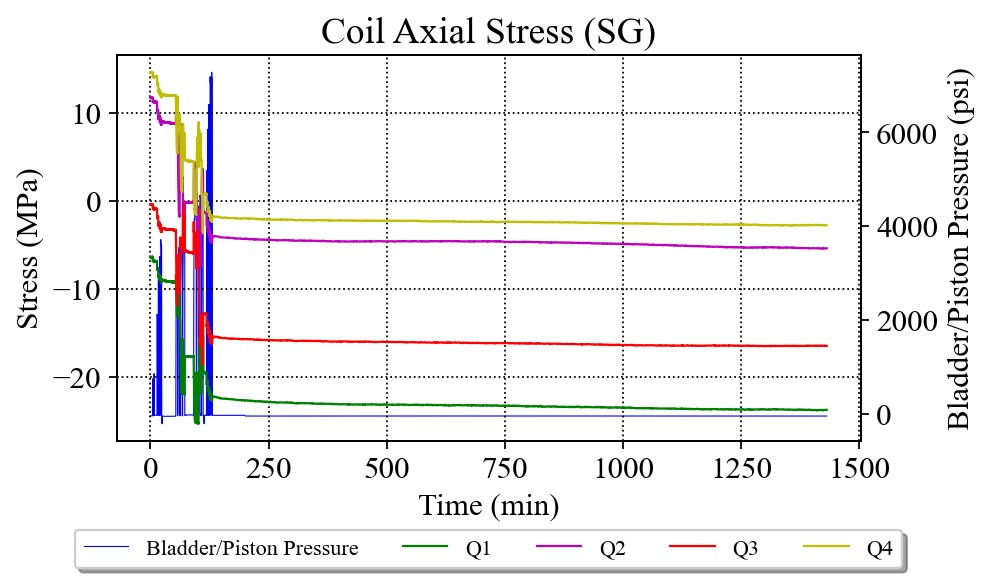 Coil Axial Stress (SG)
10
0
−10
−20
Stress (MPa)
6000
4000
2000
0
Bladder/Piston Pressure (psi)
0 250 500 750 1000 1250 1500
Time (min)
Bladder/Piston Pressure Q1 Q2 Q3 Q4